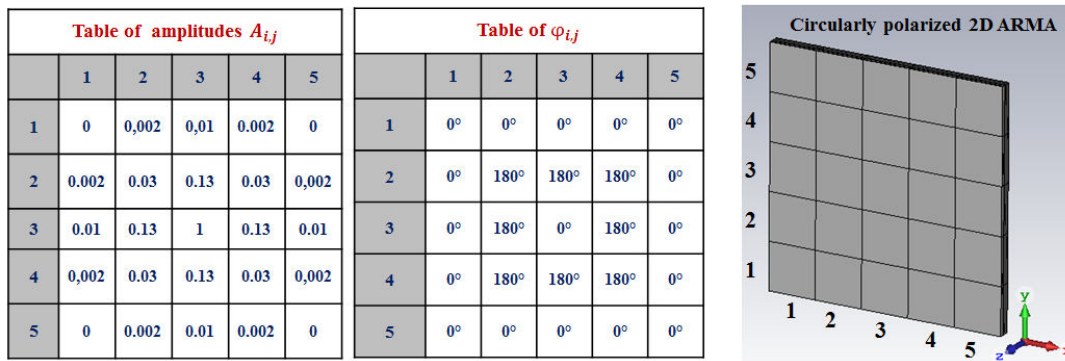 Table of amplitudes A_{i,j}
1 2 3 4 5
1 0 0,002 0,01 0.002 0
2 0.002 0.03 0.13 0.03 0,002
3 0.01 0.13 1 0.13 0.01
4 0,002 0.03 0.13 0.03 0,002
5 0 0.002 0.01 0.002 0
Table of φ_{i,j}
1 2 3 4 5
1 0° 0° 0° 0° 0°
2 0° 180° 180° 180° 0°
3 0° 180° 0° 180° 0°
4 0° 180° 180° 180° 0°
5 0° 0° 0° 0° 0°
Circularly polarized 2D ARMA
5
4
3
2
1
1 2 3 4 5
y
z x